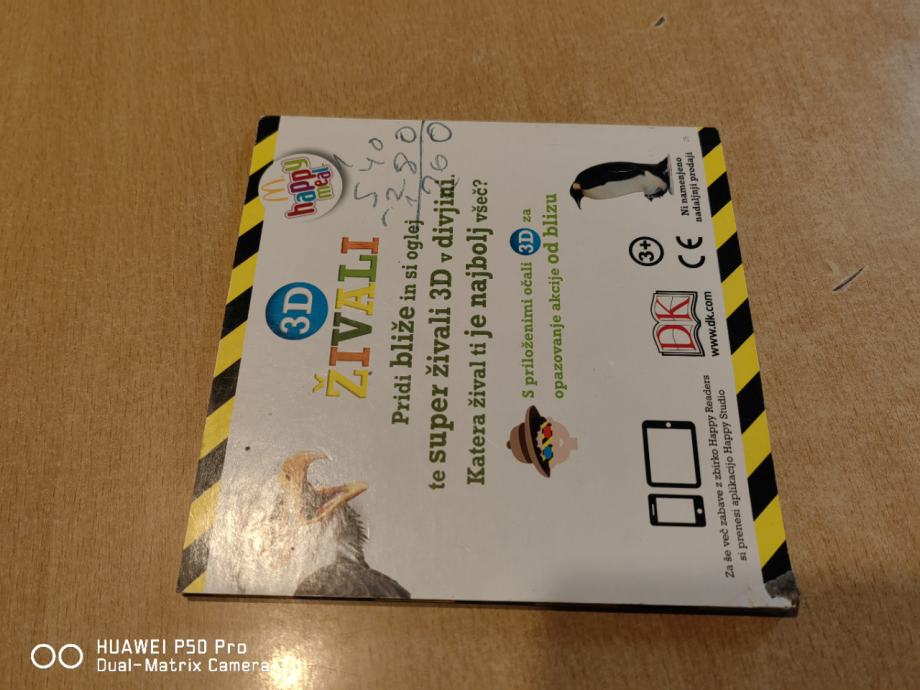 happy
meal
540
-280
1260
3D
ŽIVALI
Pridi bliže in si oglej
te super živali 3D v divjini.
Katera žival ti je najbolj všeč?
S priloženimi očali 3D za
opazovanje akcije od blizu
Za še več zabave z zbirko Happy Readers
si prenesi aplikacijo Happy Studio
DK
www.dk.com
3+
CE
Ni namenjeno
nadaljnji prodaji
HUAWEI P50 Pro
Dual-Matrix Camera